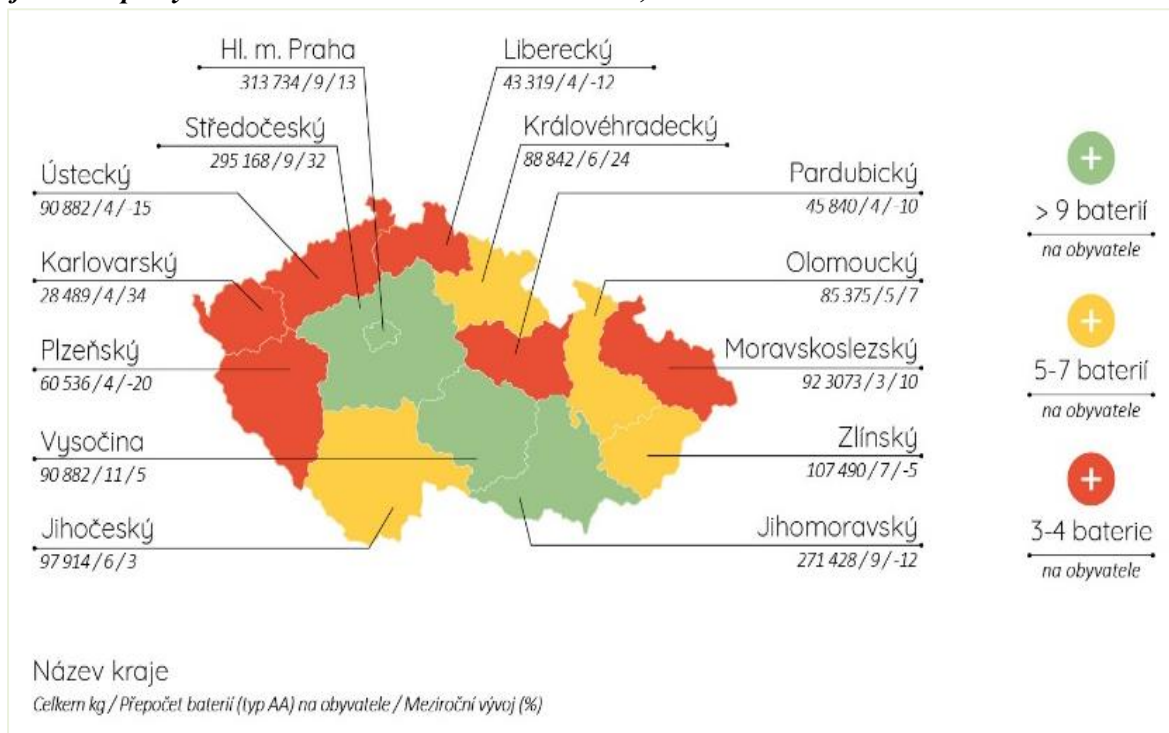 Hl. m. Praha
313 734 / 9 / 13
Liberecký
43 319 / 4 / -12
Středočeský
295 168 / 9 / 32
Královéhradecký
88 842 / 6 / 24
Ústecký
90 882 / 4 / -15
Pardubický
45 840 / 4 / -10
Karlovarský
28 489 / 4 / 34
Olomoucký
85 375 / 5 / 7
Plzeňský
60 536 / 4 / -20
Moravskoslezský
92 3073 / 3 / 10
Vysočina
90 882 / 11 / 5
Zlínský
107 490 / 7 / -5
Jihočeský
97 914 / 6 / 3
Jihomoravský
271 428 / 9 / -12
> 9 baterií
na obyvatele
5-7 baterií
na obyvatele
3-4 baterie
na obyvatele
Název kraje
Celkem kg / Přepočet baterií (typ AA) na obyvatele / Meziroční vývoj (%)